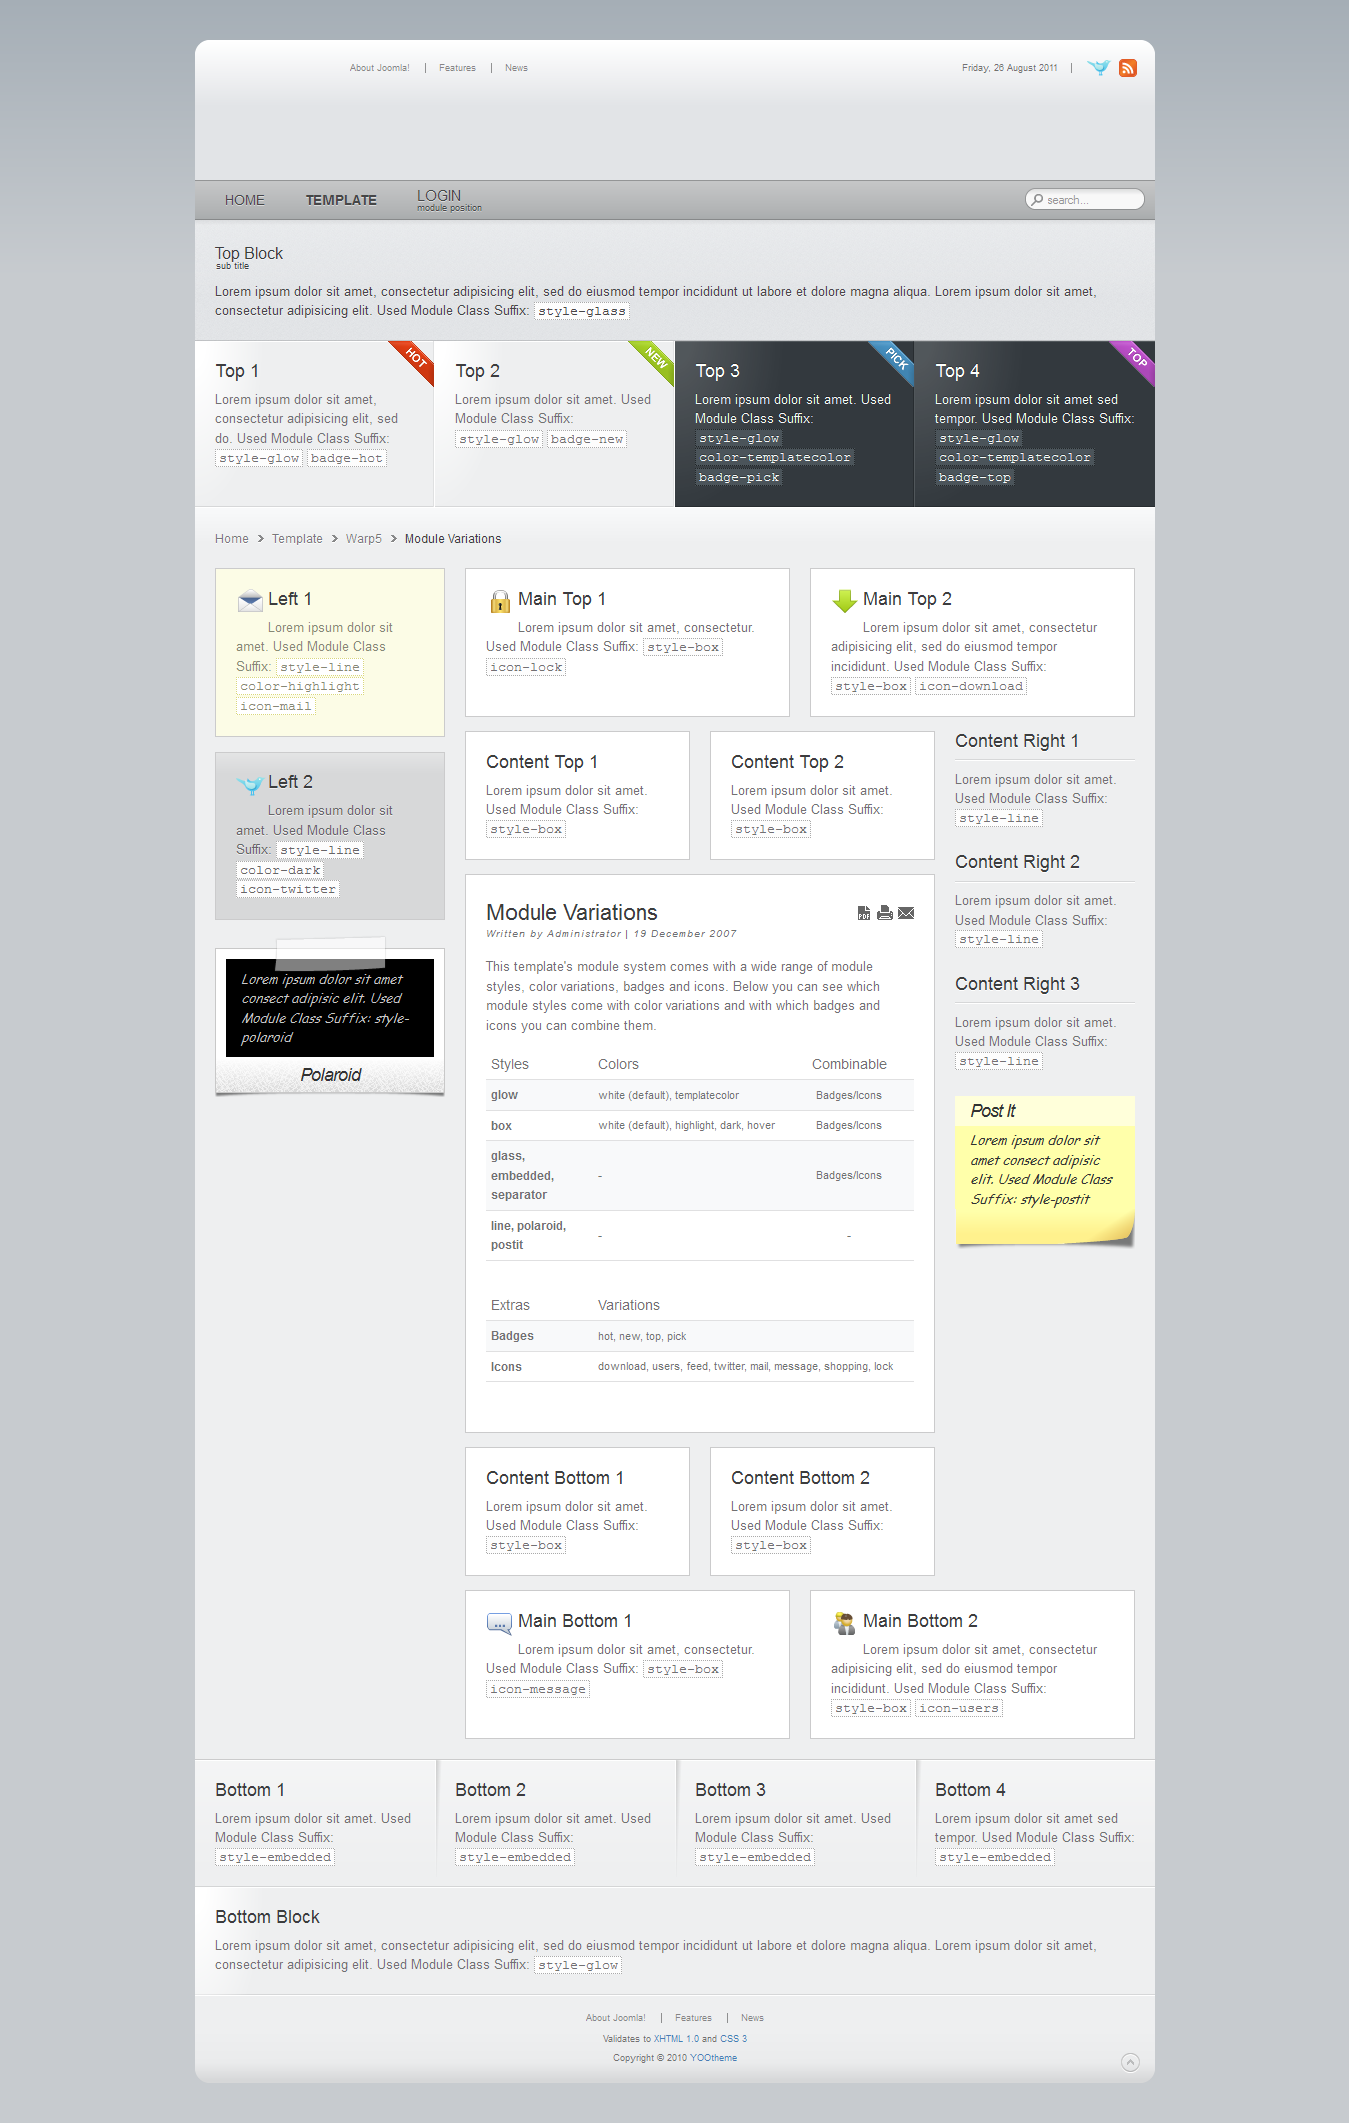 About Joomla! | Features | News
Friday, 26 August 2011 |
HOME
TEMPLATE
LOGIN
module position
search...
Top Block
sub title
Lorem ipsum dolor sit amet, consectetur adipisicing elit, sed do eiusmod tempor incididunt ut labore et dolore magna aliqua. Lorem ipsum dolor sit amet,
consectetur adipisicing elit. Used Module Class Suffix: style-glass
HOT
Top 1
Lorem ipsum dolor sit amet,
consectetur adipisicing elit, sed
do. Used Module Class Suffix:
style-glow badge-hot
NEW
Top 2
Lorem ipsum dolor sit amet. Used
Module Class Suffix:
style-glow badge-new
PICK
Top 3
Lorem ipsum dolor sit amet. Used
Module Class Suffix:
style-glow
color-templatecolor
badge-pick
TOP
Top 4
Lorem ipsum dolor sit amet sed
tempor. Used Module Class Suffix:
style-glow
color-templatecolor
badge-top
Home > Template > Warp5 > Module Variations
Left 1
Lorem ipsum dolor sit
amet. Used Module Class
Suffix: style-line
color-highlight
icon-mail
Left 2
Lorem ipsum dolor sit
amet. Used Module Class
Suffix: style-line
color-dark
icon-twitter
Lorem ipsum dolor sit amet
consect adipisic elit. Used
Module Class Suffix: style-
polaroid
Polaroid
Main Top 1
Lorem ipsum dolor sit amet, consectetur.
Used Module Class Suffix: style-box
icon-lock
Main Top 2
Lorem ipsum dolor sit amet, consectetur
adipisicing elit, sed do eiusmod tempor
incididunt. Used Module Class Suffix:
style-box icon-download
Content Top 1
Lorem ipsum dolor sit amet.
Used Module Class Suffix:
style-box
Content Top 2
Lorem ipsum dolor sit amet.
Used Module Class Suffix:
style-box
Module Variations
PDF
Written by Administrator | 19 December 2007
This template's module system comes with a wide range of module
styles, color variations, badges and icons. Below you can see which
module styles come with color variations and with which badges and
icons you can combine them.
Styles Colors Combinable
glow white (default), templatecolor Badges/Icons
box white (default), highlight, dark, hover Badges/Icons
glass,
embedded, - Badges/Icons
separator
line, polaroid,
postit - -
Extras Variations
Badges hot, new, top, pick
Icons download, users, feed, twitter, mail, message, shopping, lock
Content Right 1
Lorem ipsum dolor sit amet.
Used Module Class Suffix:
style-line
Content Right 2
Lorem ipsum dolor sit amet.
Used Module Class Suffix:
style-line
Content Right 3
Lorem ipsum dolor sit amet.
Used Module Class Suffix:
style-line
Post It
Lorem ipsum dolor sit
amet consect adipisic
elit. Used Module Class
Suffix: style-postit
Content Bottom 1
Lorem ipsum dolor sit amet.
Used Module Class Suffix:
style-box
Content Bottom 2
Lorem ipsum dolor sit amet.
Used Module Class Suffix:
style-box
Main Bottom 1
Lorem ipsum dolor sit amet, consectetur.
Used Module Class Suffix: style-box
icon-message
Main Bottom 2
Lorem ipsum dolor sit amet, consectetur
adipisicing elit, sed do eiusmod tempor
incididunt. Used Module Class Suffix:
style-box icon-users
Bottom 1
Lorem ipsum dolor sit amet. Used
Module Class Suffix:
style-embedded
Bottom 2
Lorem ipsum dolor sit amet. Used
Module Class Suffix:
style-embedded
Bottom 3
Lorem ipsum dolor sit amet. Used
Module Class Suffix:
style-embedded
Bottom 4
Lorem ipsum dolor sit amet sed
tempor. Used Module Class Suffix:
style-embedded
Bottom Block
Lorem ipsum dolor sit amet, consectetur adipisicing elit, sed do eiusmod tempor incididunt ut labore et dolore magna aliqua. Lorem ipsum dolor sit amet,
consectetur adipisicing elit. Used Module Class Suffix: style-glow
About Joomla! | Features | News
Validates to XHTML 1.0 and CSS 3
Copyright © 2010 YOOtheme